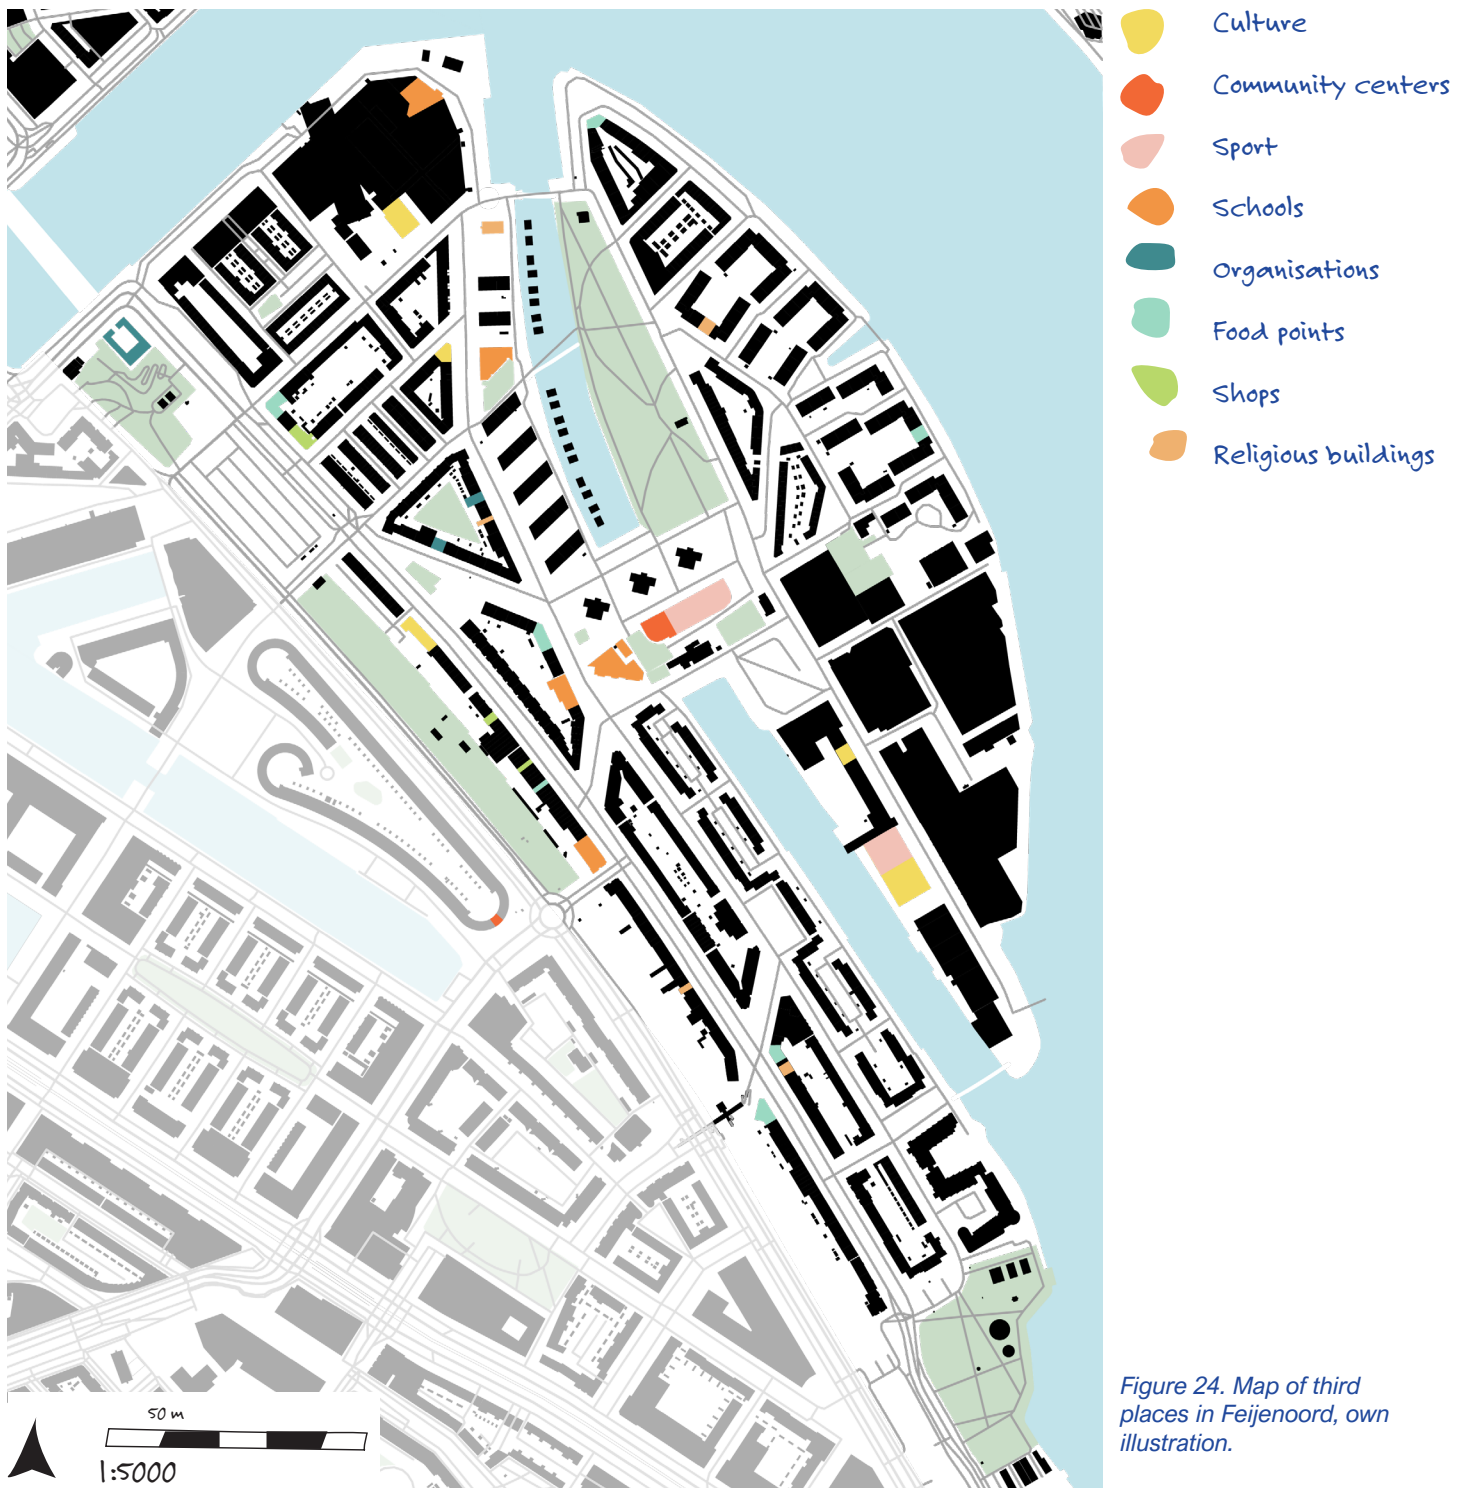 Culture
Community centers
Sport
Schools
Organisations
Food points
Shops
Religious buildings
50 m
1:5000
Figure 24. Map of third
places in Feijenoord, own
illustration.